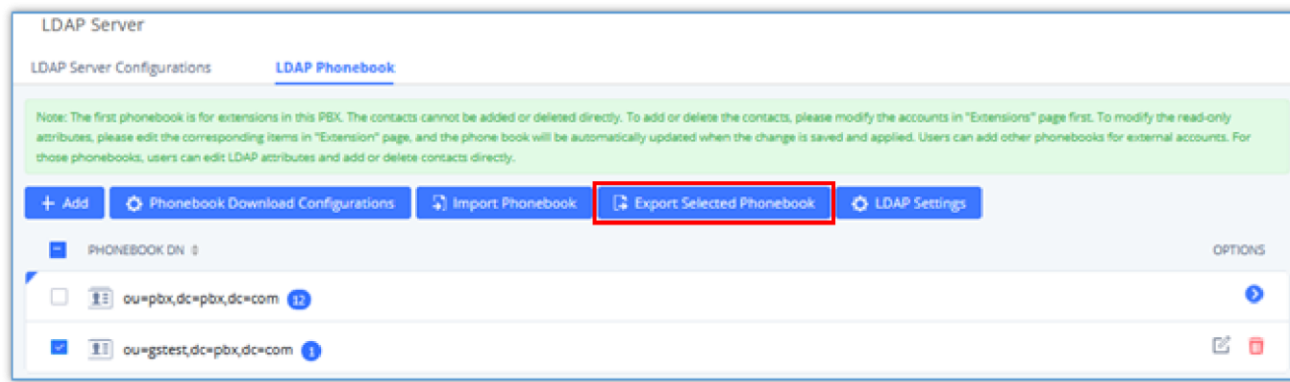 LDAP Server
LDAP Server Configurations LDAP Phonebook
Note: The first phonebook is for extensions in this PBX. The contacts cannot be added or deleted directly. To add or delete the contacts, please modify the accounts in "Extensions" page first. To modify the read-only
attributes, please edit the corresponding items in "Extension" page, and the phone book will be automatically updated when the change is saved and applied. Users can add other phonebooks for external accounts. For
those phonebooks, users can edit LDAP attributes and add or delete contacts directly.
+ Add Phonebook Download Configurations Import Phonebook Export Selected Phonebook LDAP Settings
PHONEBOOK DN OPTIONS
ou=pbx,dc=pbx,dc=com 12
ou=gstest,dc=pbx,dc=com 1